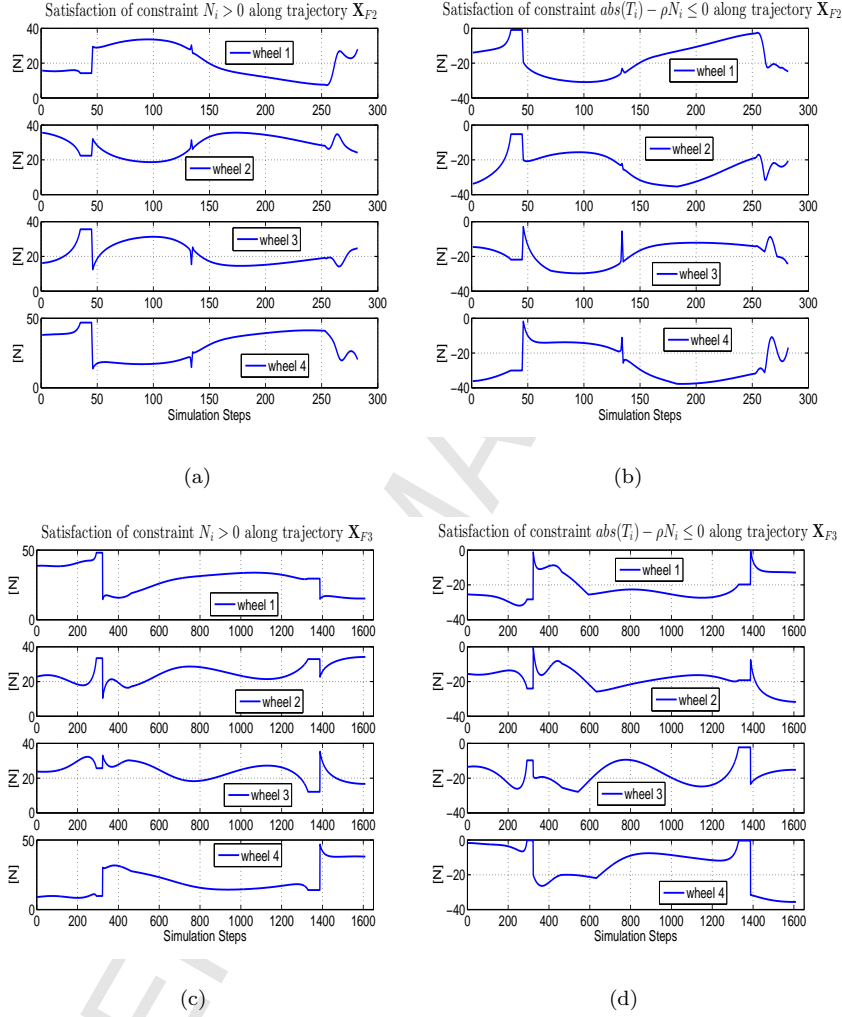 Satisfaction of constraint N_i > 0 along trajectory X_F2
40
20
0
[N]
wheel 1
0 50 100 150 200 250 300
40
20
0
[N]
wheel 2
0 50 100 150 200 250 300
40
20
0
[N]
wheel 3
0 50 100 150 200 250 300
50
0
[N]
wheel 4
0 50 100 150 200 250 300
Simulation Steps
(a)
Satisfaction of constraint abs(T_i) − ρN_i ≤ 0 along trajectory X_F2
0
−20
−40
[N]
wheel 1
0 50 100 150 200 250 300
0
−20
−40
[N]
wheel 2
0 50 100 150 200 250 300
0
−20
−40
[N]
wheel 3
0 50 100 150 200 250 300
0
−20
−40
[N]
wheel 4
0 50 100 150 200 250 300
Simulation Steps
(b)
Satisfaction of constraint N_i > 0 along trajectory X_F3
50
0
[N]
wheel 1
0 200 400 600 800 1000 1200 1400 1600
40
20
0
[N]
wheel 2
0 200 400 600 800 1000 1200 1400 1600
40
20
0
[N]
wheel 3
0 200 400 600 800 1000 1200 1400 1600
50
0
[N]
wheel 4
0 200 400 600 800 1000 1200 1400 1600
Simulation Steps
(c)
Satisfaction of constraint abs(T_i) − ρN_i ≤ 0 along trajectory X_F3
0
−20
−40
[N]
wheel 1
0 200 400 600 800 1000 1200 1400 1600
0
−20
−40
[N]
wheel 2
0 200 400 600 800 1000 1200 1400 1600
0
−20
−40
[N]
wheel 3
0 200 400 600 800 1000 1200 1400 1600
0
−20
−40
[N]
wheel 4
0 200 400 600 800 1000 1200 1400 1600
Simulation Steps
(d)